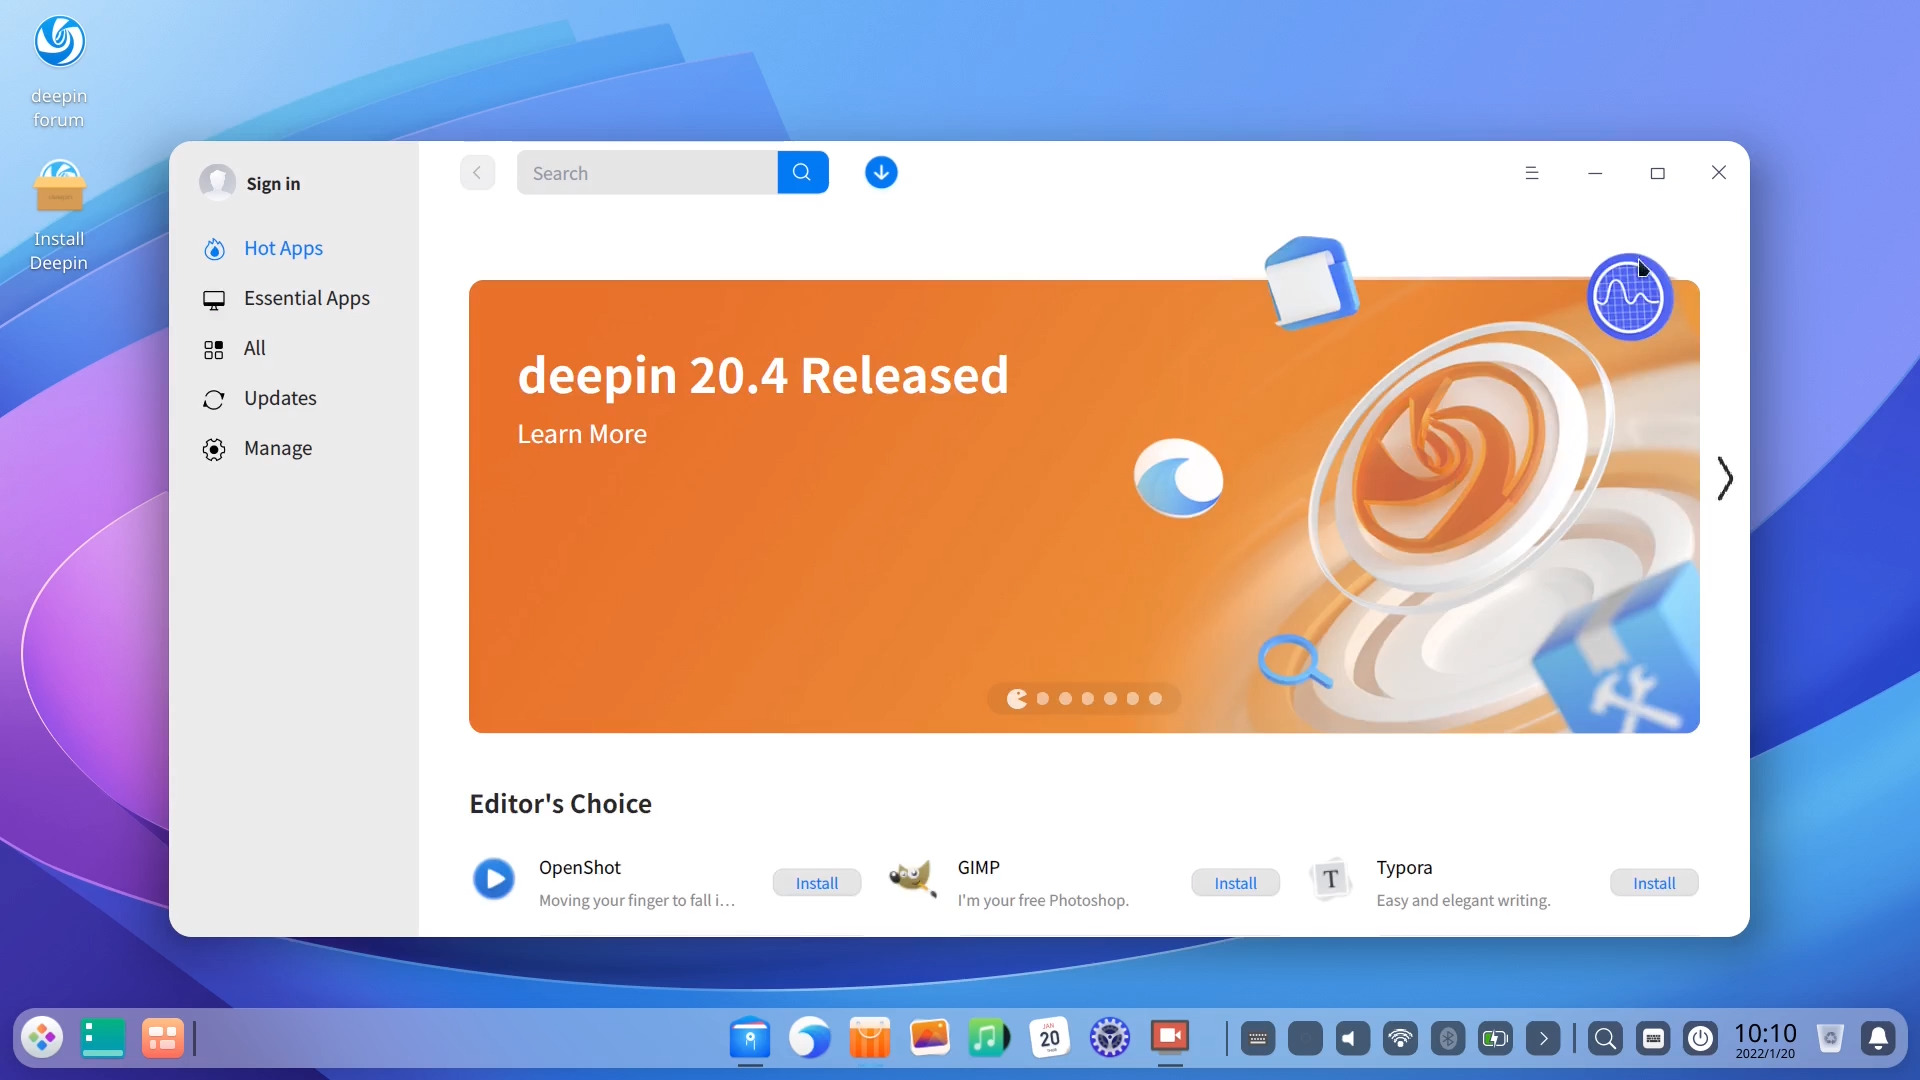 deepin
forum
Install
Deepin
Sign in
Search
Hot Apps
Essential Apps
All
Updates
Manage
deepin 20.4 Released
Learn More
Editor's Choice
OpenShot
Moving your finger to fall i...
Install
GIMP
I'm your free Photoshop.
Install
Typora
Easy and elegant writing.
Install
T
JAN
20
10:10
2022/1/20